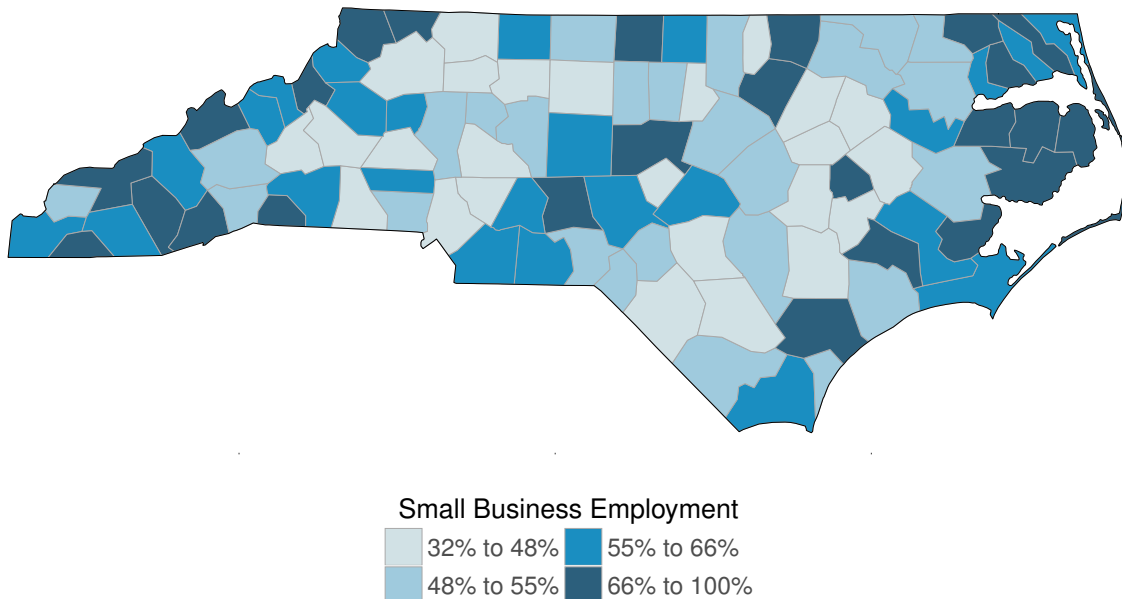 Small Business Employment
32% to 48% 55% to 66%
48% to 55% 66% to 100%